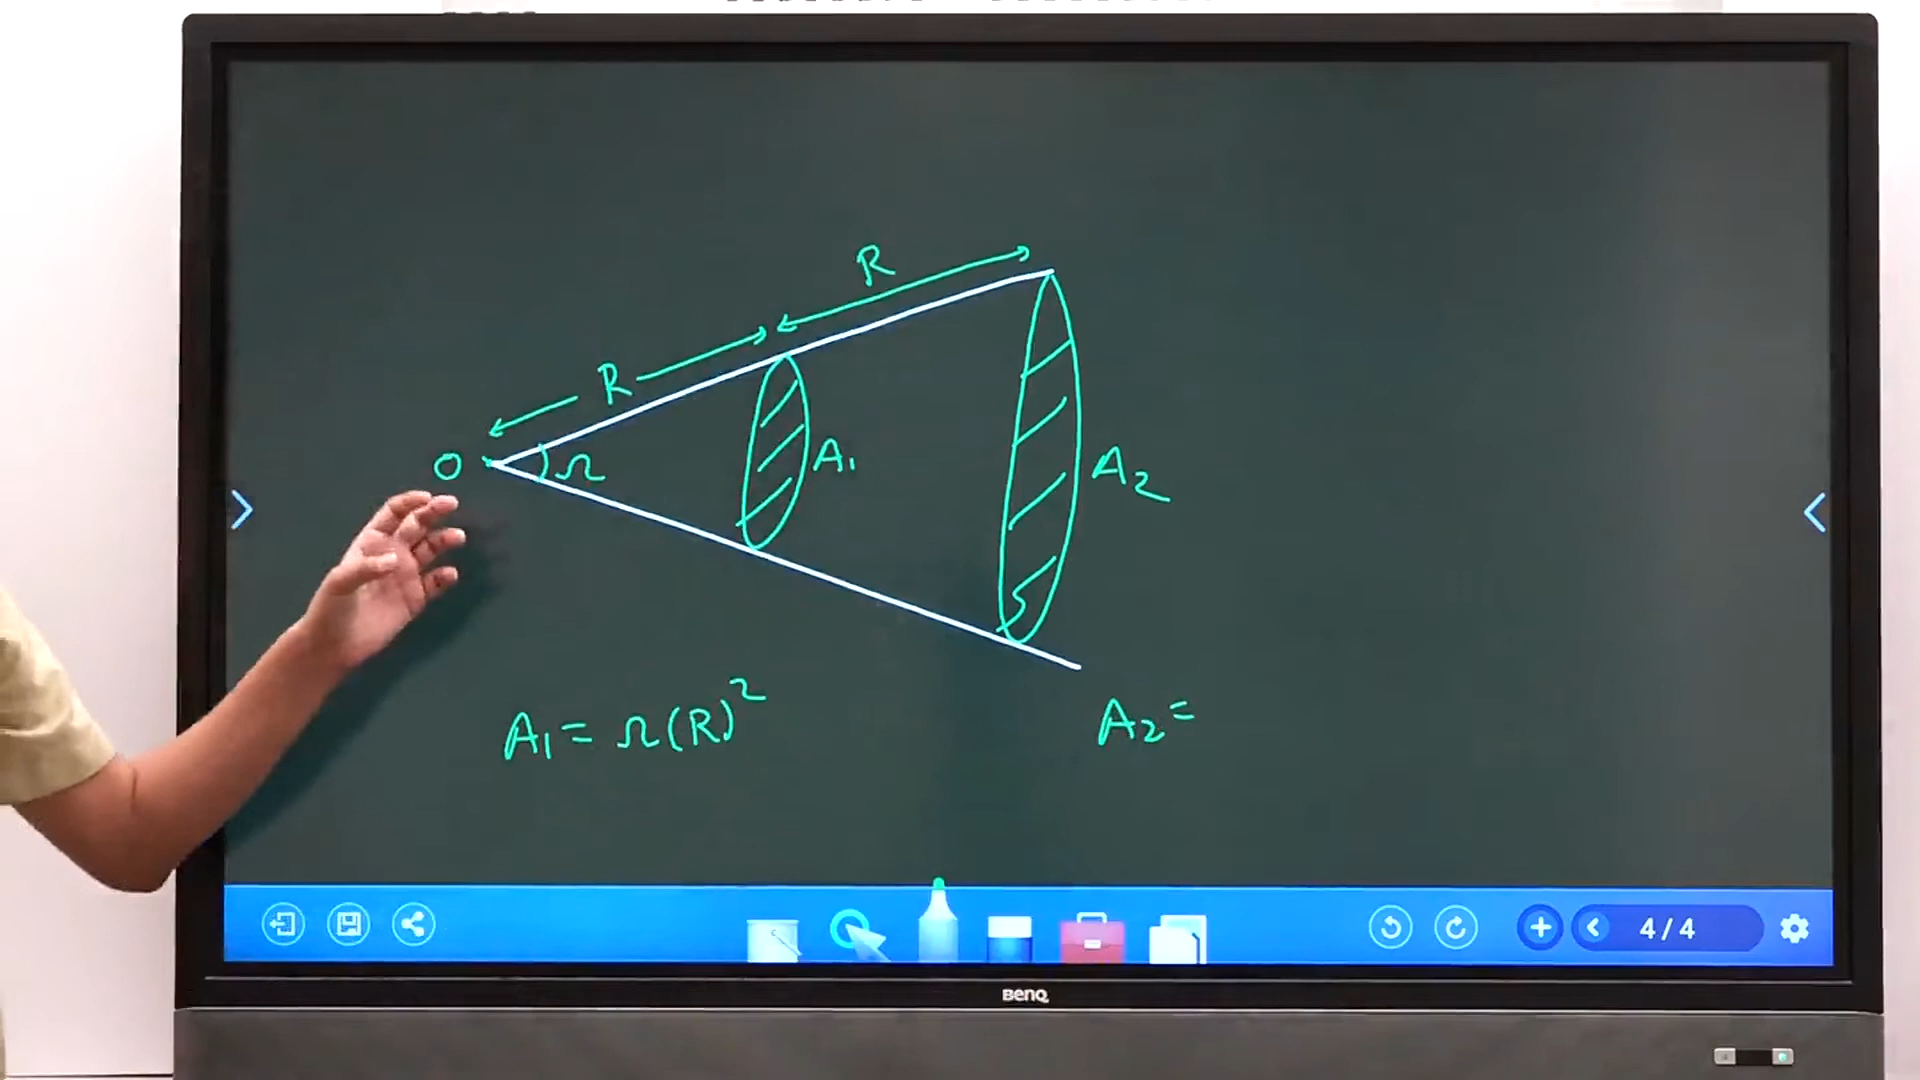 R
R
O Ω A₁ A₂
A₁ = Ω(R)² A₂ =
4/4
BenQ